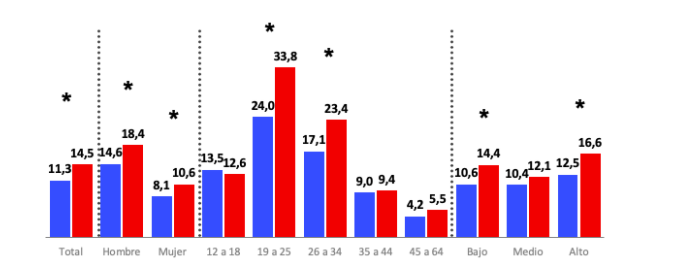 * *
33,8
*
* * * *
24,0 23,4
18,4 17,1 16,6
11,3 14,5 14,6 13,5 12,6 14,4 12,5
8,1 10,6 9,0 9,4 10,6 10,4 12,1
4,2 5,5
Total Hombre Mujer 12 a 18 19 a 25 26 a 34 35 a 44 45 a 64 Bajo Medio Alto